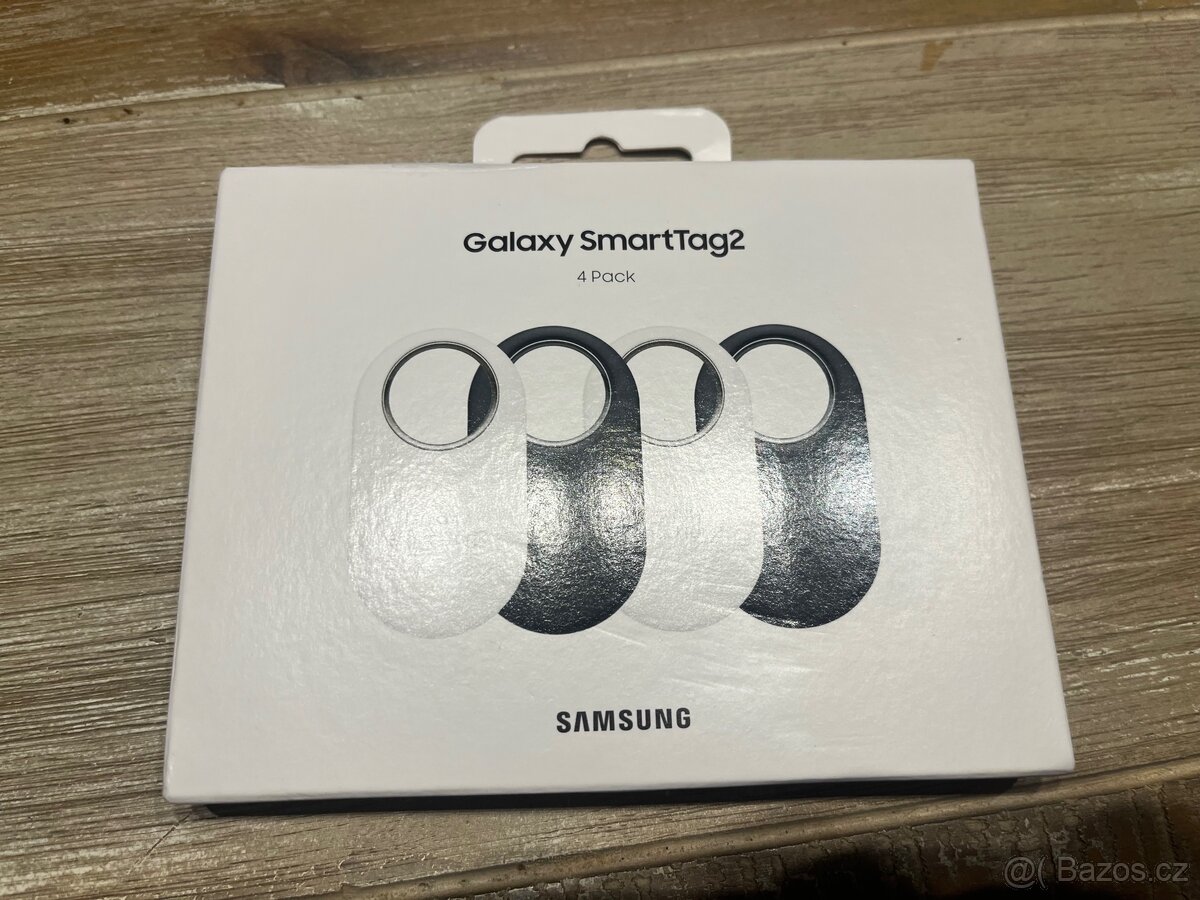 Galaxy SmartTag2
4 Pack
SAMSUNG
@( Bazos.cz